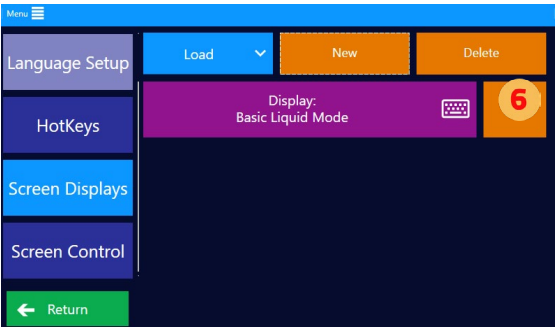 Menu
Language Setup
Load
New
Delete
HotKeys
Display:
Basic Liquid Mode
6
Screen Displays
Screen Control
Return